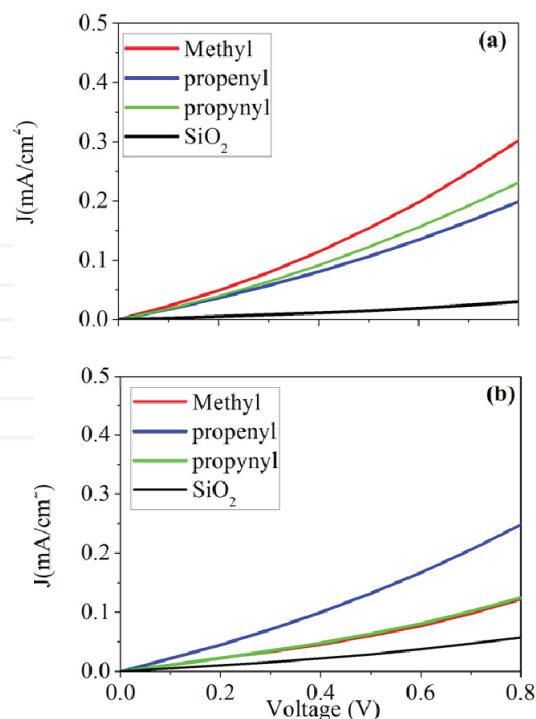 0.5
(a)
Methyl
propenyl
propynyl
SiO₂
0.4
0.3
0.2
0.1
0.0
J(mA/cm²)
0.5
(b)
Methyl
propenyl
propynyl
SiO₂
0.4
0.3
0.2
0.1
0.0
J(mA/cm²)
0.0 0.2 0.4 0.6 0.8
Voltage (V)